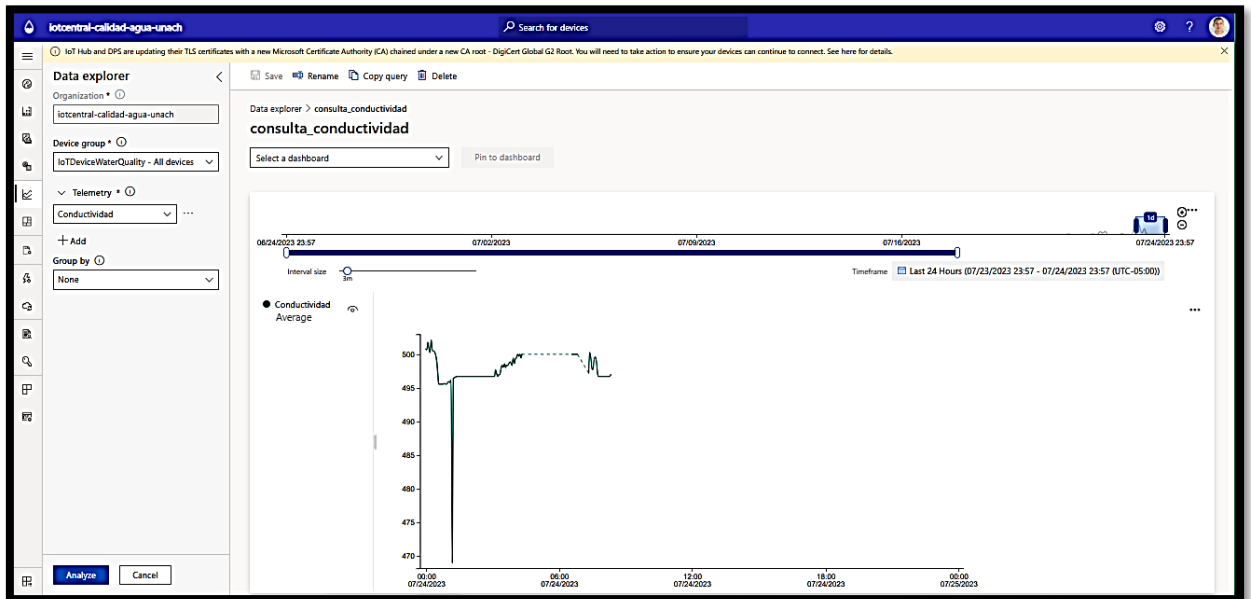 iotcentral-calidad-agua-unach
Search for devices
?
IoT Hub and DPS are updating their TLS certificates with a new Microsoft Certificate Authority (CA) chained under a new CA root - DigiCert Global G2 Root. You will need to take action to ensure your devices can continue to connect. See here for details.
Data explorer
Organization *
iotcentral-calidad-agua-unach
Device group *
IoTDeviceWaterQuality - All devices
Telemetry *
Conductividad
+ Add
Group by
None
Analyze Cancel
Save Rename Copy query Delete
Data explorer > consulta_conductividad
consulta_conductividad
Select a dashboard Pin to dashboard
1d
06/24/2023 23:57 07/02/2023 07/09/2023 07/16/2023 07/24/2023 23:57
Interval size 3m
Timeframe Last 24 Hours (07/23/2023 23:57 - 07/24/2023 23:57 (UTC-05:00))
Conductividad
Average
500
495
490
485
480
475
470
00:00 06:00 12:00 18:00 00:00
07/24/2023 07/24/2023 07/24/2023 07/24/2023 07/25/2023